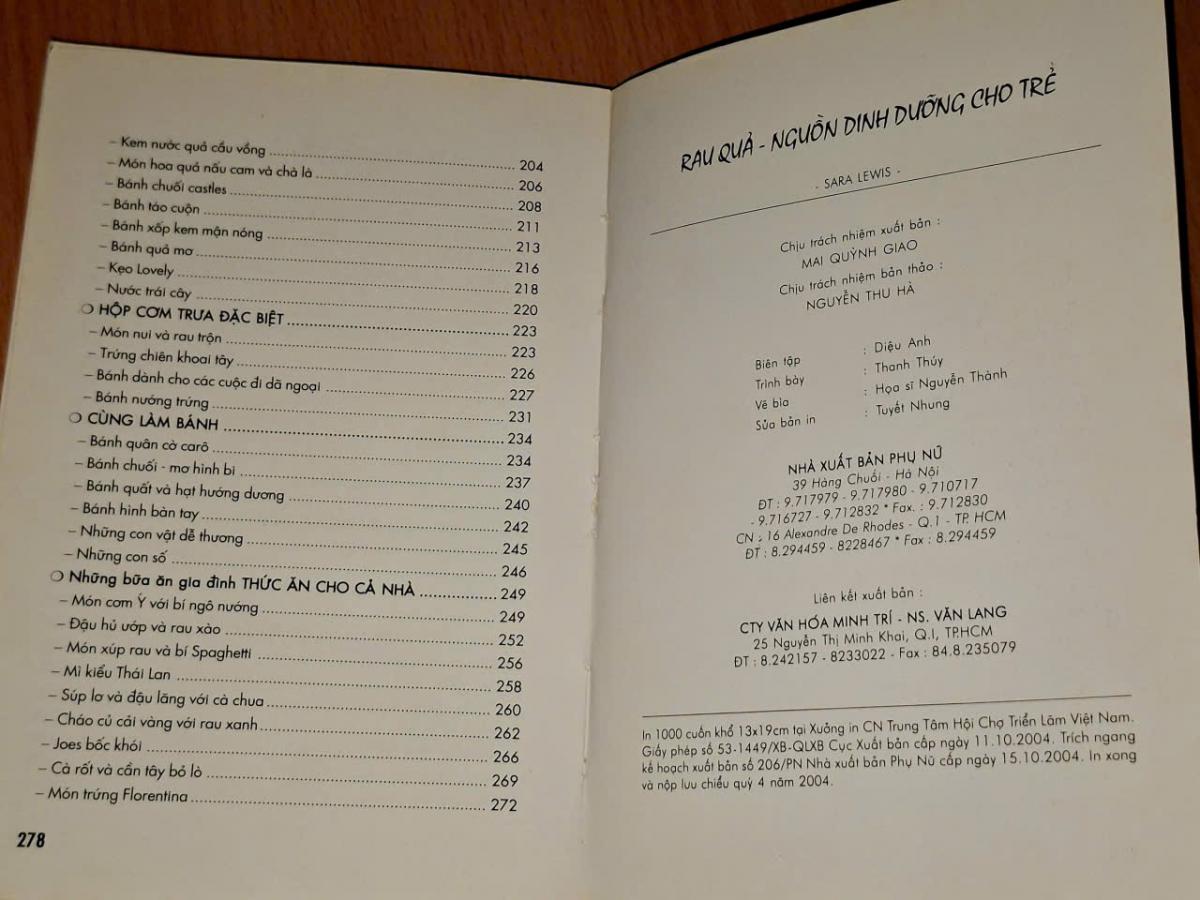 – Kem nước quả cầu vồng ........ 204
– Món hoa quả nấu cam và chà là ........ 206
– Bánh chuối castles ........ 208
– Bánh táo cuộn ........ 211
– Bánh xốp kem mận nóng ........ 213
– Bánh quả mơ ........ 216
– Kẹo Lovely ........ 218
– Nước trái cây ........ 220
❍ HỘP CƠM TRƯA ĐẶC BIỆT ........ 223
– Món nui và rau trộn ........ 223
– Trứng chiên khoai tây ........ 226
– Bánh dành cho các cuộc đi dã ngoại ........ 227
– Bánh nướng trứng ........ 231
❍ CÙNG LÀM BÁNH ........ 234
– Bánh quân cờ carô ........ 234
– Bánh chuối - mơ hình bi ........ 237
– Bánh quất và hạt hướng dương ........ 240
– Bánh hình bàn tay ........ 242
– Những con vật dễ thương ........ 245
– Những con số ........ 246
❍ Những bữa ăn gia đình THỨC ĂN CHO CẢ NHÀ ........ 249
– Món cơm Ý với bí ngô nướng ........ 249
– Đậu hủ ướp và rau xào ........ 252
– Món xúp rau và bí Spaghetti ........ 256
– Mì kiểu Thái Lan ........ 258
– Súp lơ và đậu lăng với cà chua ........ 260
– Cháo củ cải vàng với rau xanh ........ 262
– Joes bốc khói ........ 266
– Cà rốt và cần tây bỏ lò ........ 269
– Món trứng Florentina ........ 272
278
RAU QUẢ - NGUỒN DINH DƯỠNG CHO TRẺ
- SARA LEWIS -
Chịu trách nhiệm xuất bản :
MAI QUỲNH GIAO
Chịu trách nhiệm bản thảo :
NGUYỄN THU HÀ
Biên tập : Diệu Anh
Trình bày : Thanh Thúy
Vẽ bìa : Họa sĩ Nguyễn Thành
Sửa bản in : Tuyết Nhung
NHÀ XUẤT BẢN PHỤ NỮ
39 Hàng Chuối - Hà Nội
ĐT : 9.717979 - 9.717980 - 9.710717
- 9.716727 - 9.712832 * Fax. : 9.712830
CN : 16 Alexandre De Rhodes - Q.1 - TP. HCM
ĐT : 8.294459 - 8228467 * Fax : 9.294459
Liên kết xuất bản :
CTY VĂN HÓA MINH TRÍ - NS. VĂN LANG
25 Nguyễn Thị Minh Khai, Q.I, TP.HCM
ĐT : 8.242157 - 8233022 - Fax : 84.8.235079
In 1000 cuốn khổ 13x19cm tại Xưởng in CN Trung Tâm Hội Chợ Triển Lãm Việt Nam.
Giấy phép số 53-1449/XB-QLXB Cục Xuất bản cấp ngày 11.10.2004. Trích ngang
kế hoạch xuất bản số 206/PN Nhà xuất bản Phụ Nữ cấp ngày 15.10.2004. In xong
và nộp lưu chiểu quý 4 năm 2004.